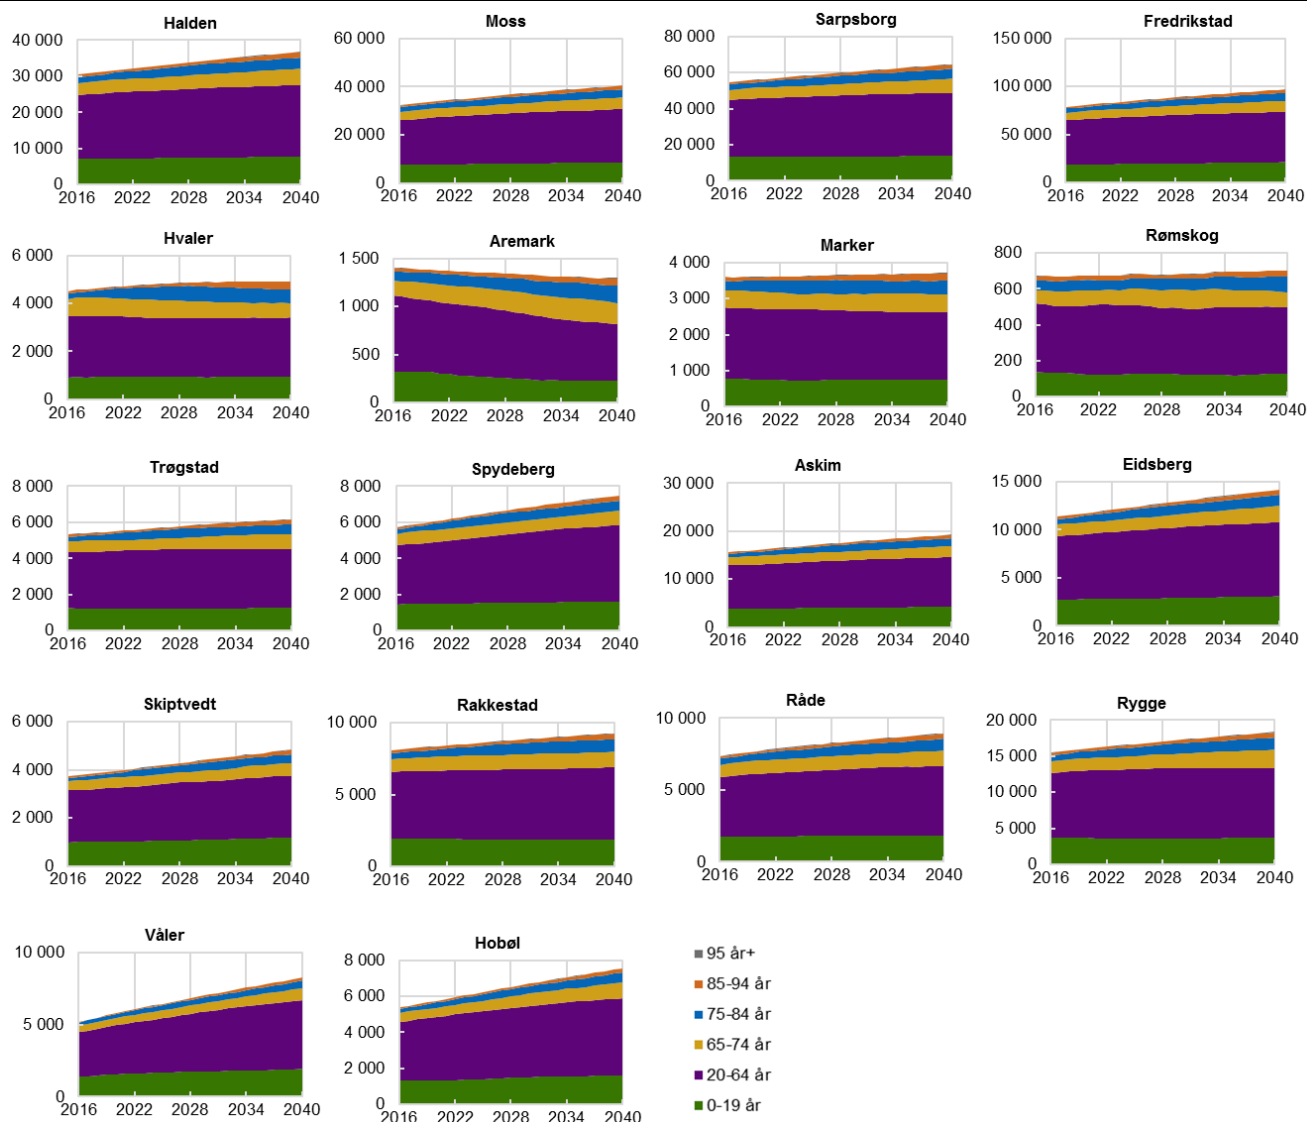 Halden
40 000
30 000
20 000
10 000
0
2016 2022 2028 2034 2040
Moss
60 000
40 000
20 000
0
2016 2022 2028 2034 2040
Sarpsborg
80 000
60 000
40 000
20 000
0
2016 2022 2028 2034 2040
Fredrikstad
150 000
100 000
50 000
0
2016 2022 2028 2034 2040
Hvaler
6 000
4 000
2 000
0
2016 2022 2028 2034 2040
Aremark
1 500
1 000
500
0
2016 2022 2028 2034 2040
Marker
4 000
3 000
2 000
1 000
0
2016 2022 2028 2034 2040
Rømskog
800
600
400
200
0
2016 2022 2028 2034 2040
Trøgstad
8 000
6 000
4 000
2 000
0
2016 2022 2028 2034 2040
Spydeberg
8 000
6 000
4 000
2 000
0
2016 2022 2028 2034 2040
Askim
30 000
20 000
10 000
0
2016 2022 2028 2034 2040
Eidsberg
15 000
10 000
5 000
0
2016 2022 2028 2034 2040
Skiptvedt
6 000
4 000
2 000
0
2016 2022 2028 2034 2040
Rakkestad
10 000
5 000
0
2016 2022 2028 2034 2040
Råde
10 000
5 000
0
2016 2022 2028 2034 2040
Rygge
20 000
15 000
10 000
5 000
0
2016 2022 2028 2034 2040
Våler
10 000
5 000
0
2016 2022 2028 2034 2040
Hobøl
8 000
6 000
4 000
2 000
0
2016 2022 2028 2034 2040
95 år+
85-94 år
75-84 år
65-74 år
20-64 år
0-19 år